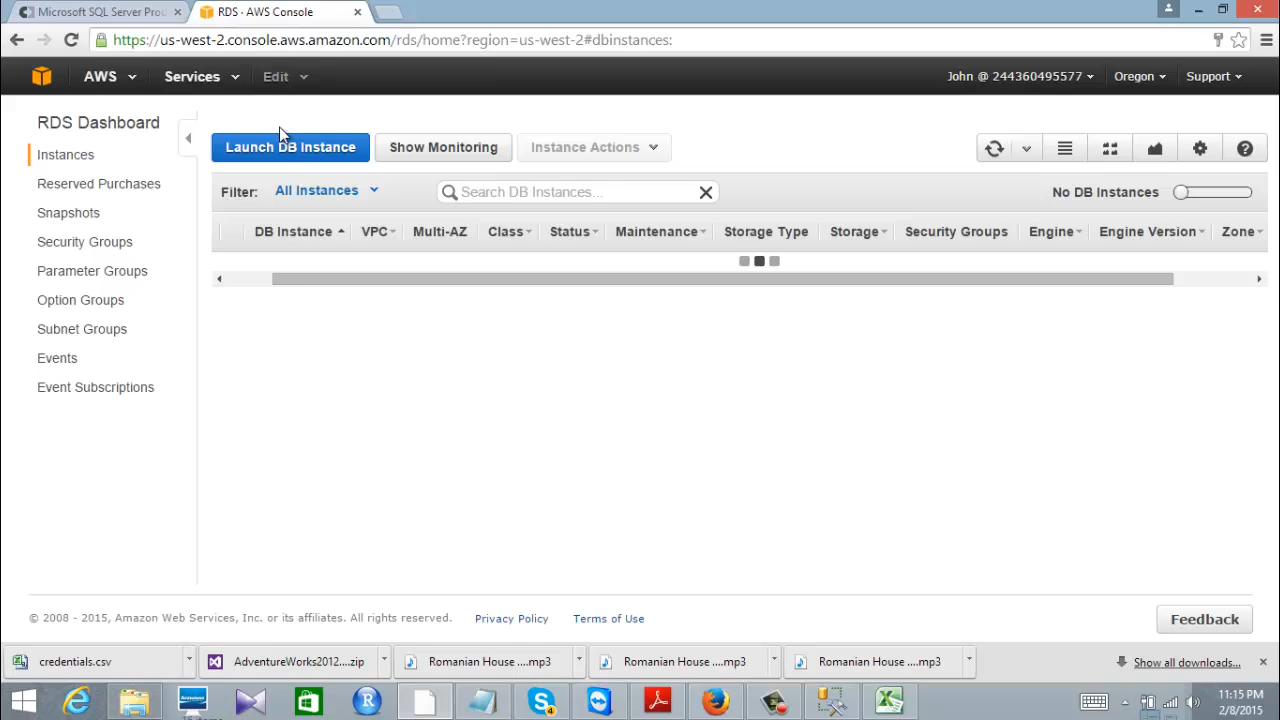 Microsoft SQL Server Prod
RDS · AWS Console
https://us-west-2.console.aws.amazon.com/rds/home?region=us-west-2#dbinstances:
AWS
Services
Edit
John @ 244360495577
Oregon
Support
RDS Dashboard
Instances
Reserved Purchases
Snapshots
Security Groups
Parameter Groups
Option Groups
Subnet Groups
Events
Event Subscriptions
Launch DB Instance
Show Monitoring
Instance Actions
Filter:
All Instances
Search DB Instances...
No DB Instances
DB Instance
VPC
Multi-AZ
Class
Status
Maintenance
Storage Type
Storage
Security Groups
Engine
Engine Version
Zone
© 2008 - 2015, Amazon Web Services, Inc. or its affiliates. All rights reserved.
Privacy Policy
Terms of Use
Feedback
credentials.csv
AdventureWorks2012....zip
Romanian House ....mp3
Romanian House ....mp3
Romanian House ....mp3
Show all downloads...
11:15 PM
2/8/2015